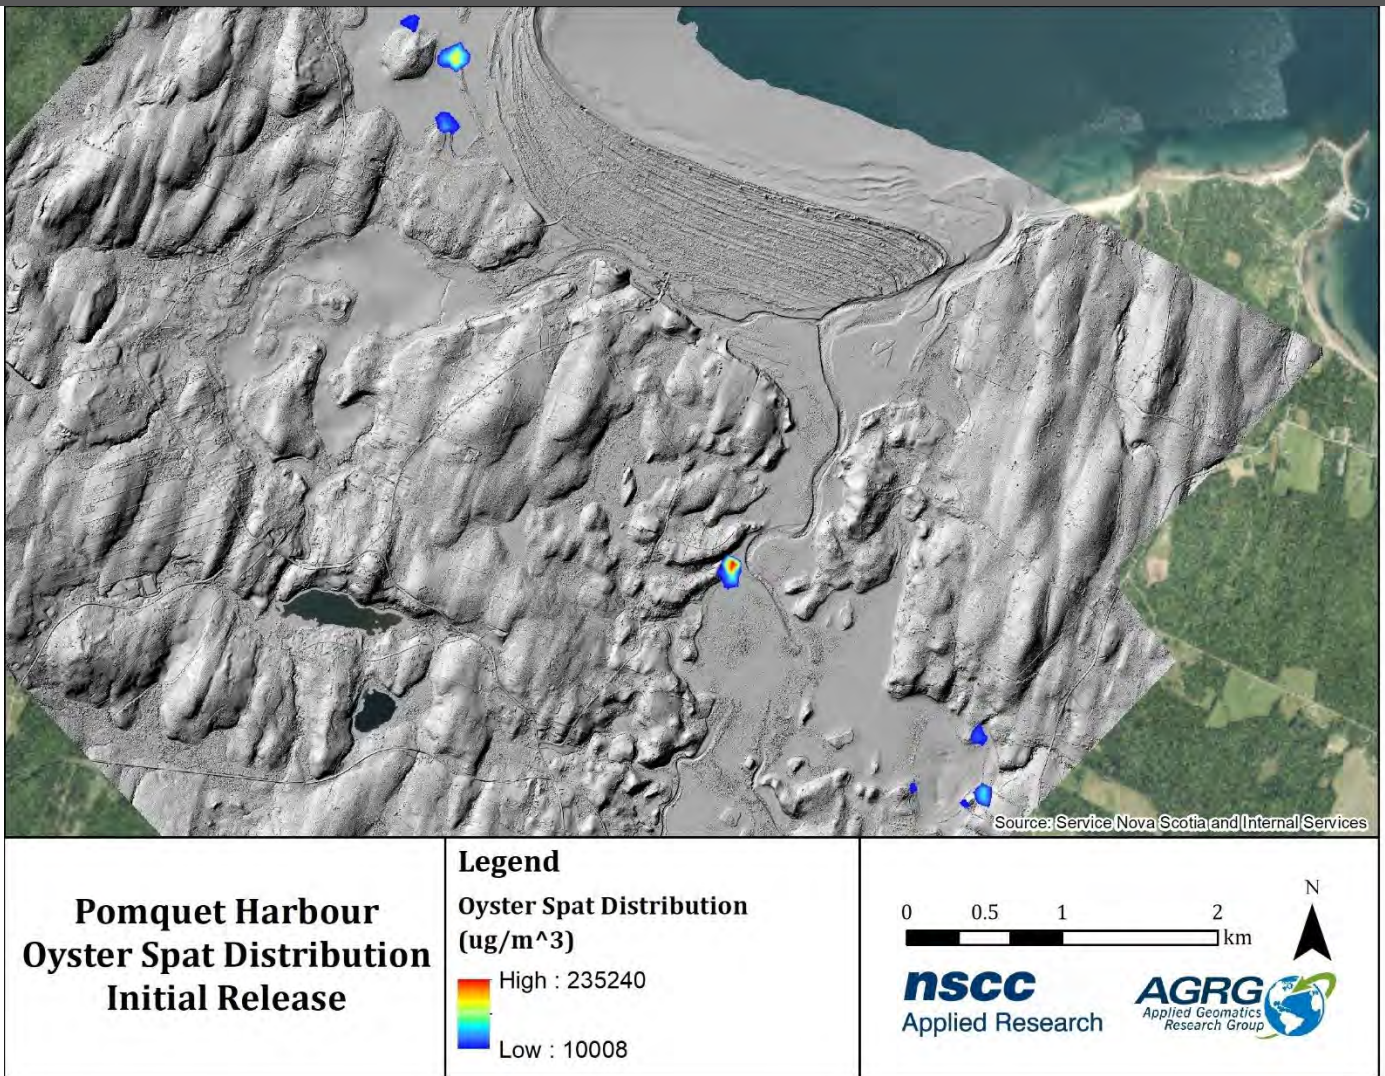 Source: Service Nova Scotia and Internal Services
Pomquet Harbour
Oyster Spat Distribution
Initial Release
Legend
Oyster Spat Distribution
(ug/m^3)
High : 235240
Low : 10008
0 0.5 1 2
km
N
nscc
Applied Research
AGRG
Applied Geomatics
Research Group